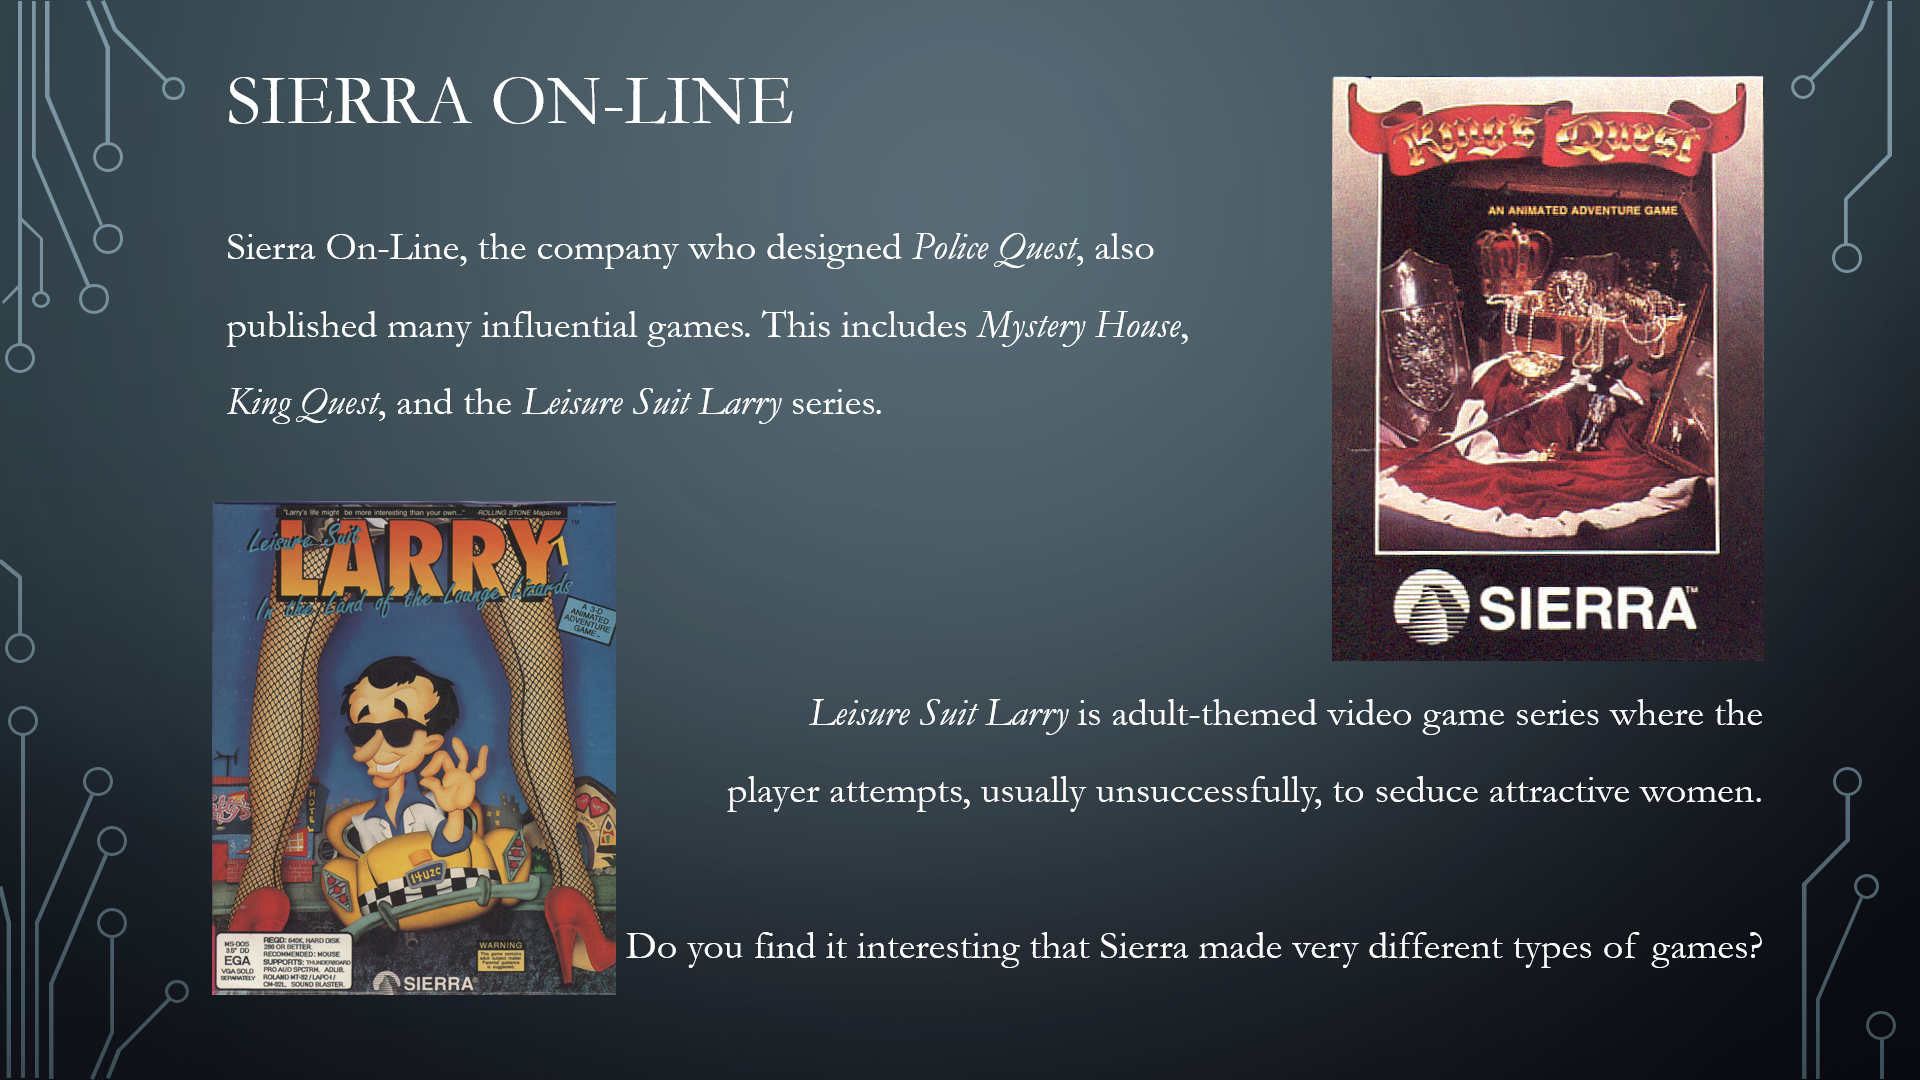 SIERRA ON-LINE
Sierra On-Line, the company who designed Police Quest, also
published many influential games. This includes Mystery House,
King Quest, and the Leisure Suit Larry series.
King's Quest
AN ANIMATED ADVENTURE GAME
SIERRA™
"Larry's life might be more interesting than your own..." -ROLLING STONE Magazine
Leisure Suit
LARRY 1 ™
In the Land of the Lounge Lizards
A 3-D
ANIMATED
ADVENTURE
GAME
HOTEL
14U2C
MS-DOS
3.5" DD
EGA
VGA SOLD
SEPARATELY
REQD: 640K, HARD DISK
286 OR BETTER.
RECOMMENDED: MOUSE
SUPPORTS: THUNDERBOARD
PRO AUD SPCTRM, ADLIB,
ROLAND MT-32 / LAPC-1 /
CM-32L, SOUND BLASTER.
WARNING
This game contains
adult subject matter.
Parental guidance
is suggested.
SIERRA®
Leisure Suit Larry is adult-themed video game series where the
player attempts, usually unsuccessfully, to seduce attractive women.
Do you find it interesting that Sierra made very different types of games?